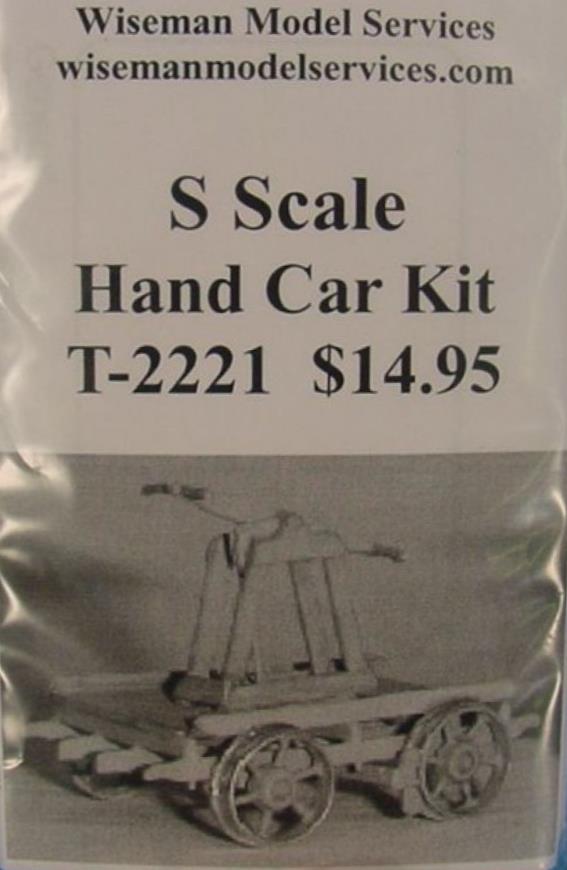 Wiseman Model Services
wisemanmodelservices.com
S Scale
Hand Car Kit
T-2221 $14.95